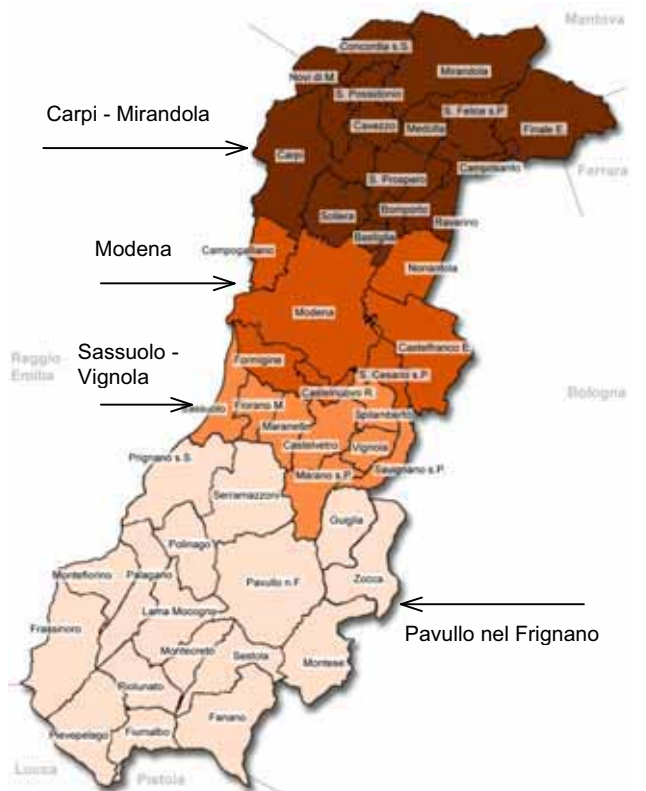 Mantova
Concordia s.S.
Novi di M.
Mirandola
S. Possidonio
S. Felice s.P.
Carpi - Mirandola
Cavezzo
Medolla
Finale E.
Carpi
Camposanto
Ferrara
S. Prospero
Soliera
Bomporto
Ravarino
Bastiglia
Campogalliano
Modena
Nonantola
Modena
Castelfranco E.
Reggio
Emilia
Sassuolo -
Vignola
Formigine
S. Cesario s.P.
Castelnuovo R.
Bologna
Sassuolo
Fiorano M.
Spilamberto
Maranello
Castelvetro
Vignola
Prignano s.S.
Marano s.P.
Savignano s.P.
Serramazzoni
Guiglia
Polinago
Montefiorino
Palagano
Pavullo n.F.
Zocca
Lama Mocogno
Frassinoro
Pavullo nel Frignano
Montecreto
Sestola
Montese
Riolunato
Fanano
Pievepelago
Fiumalbo
Lucca
Pistoia